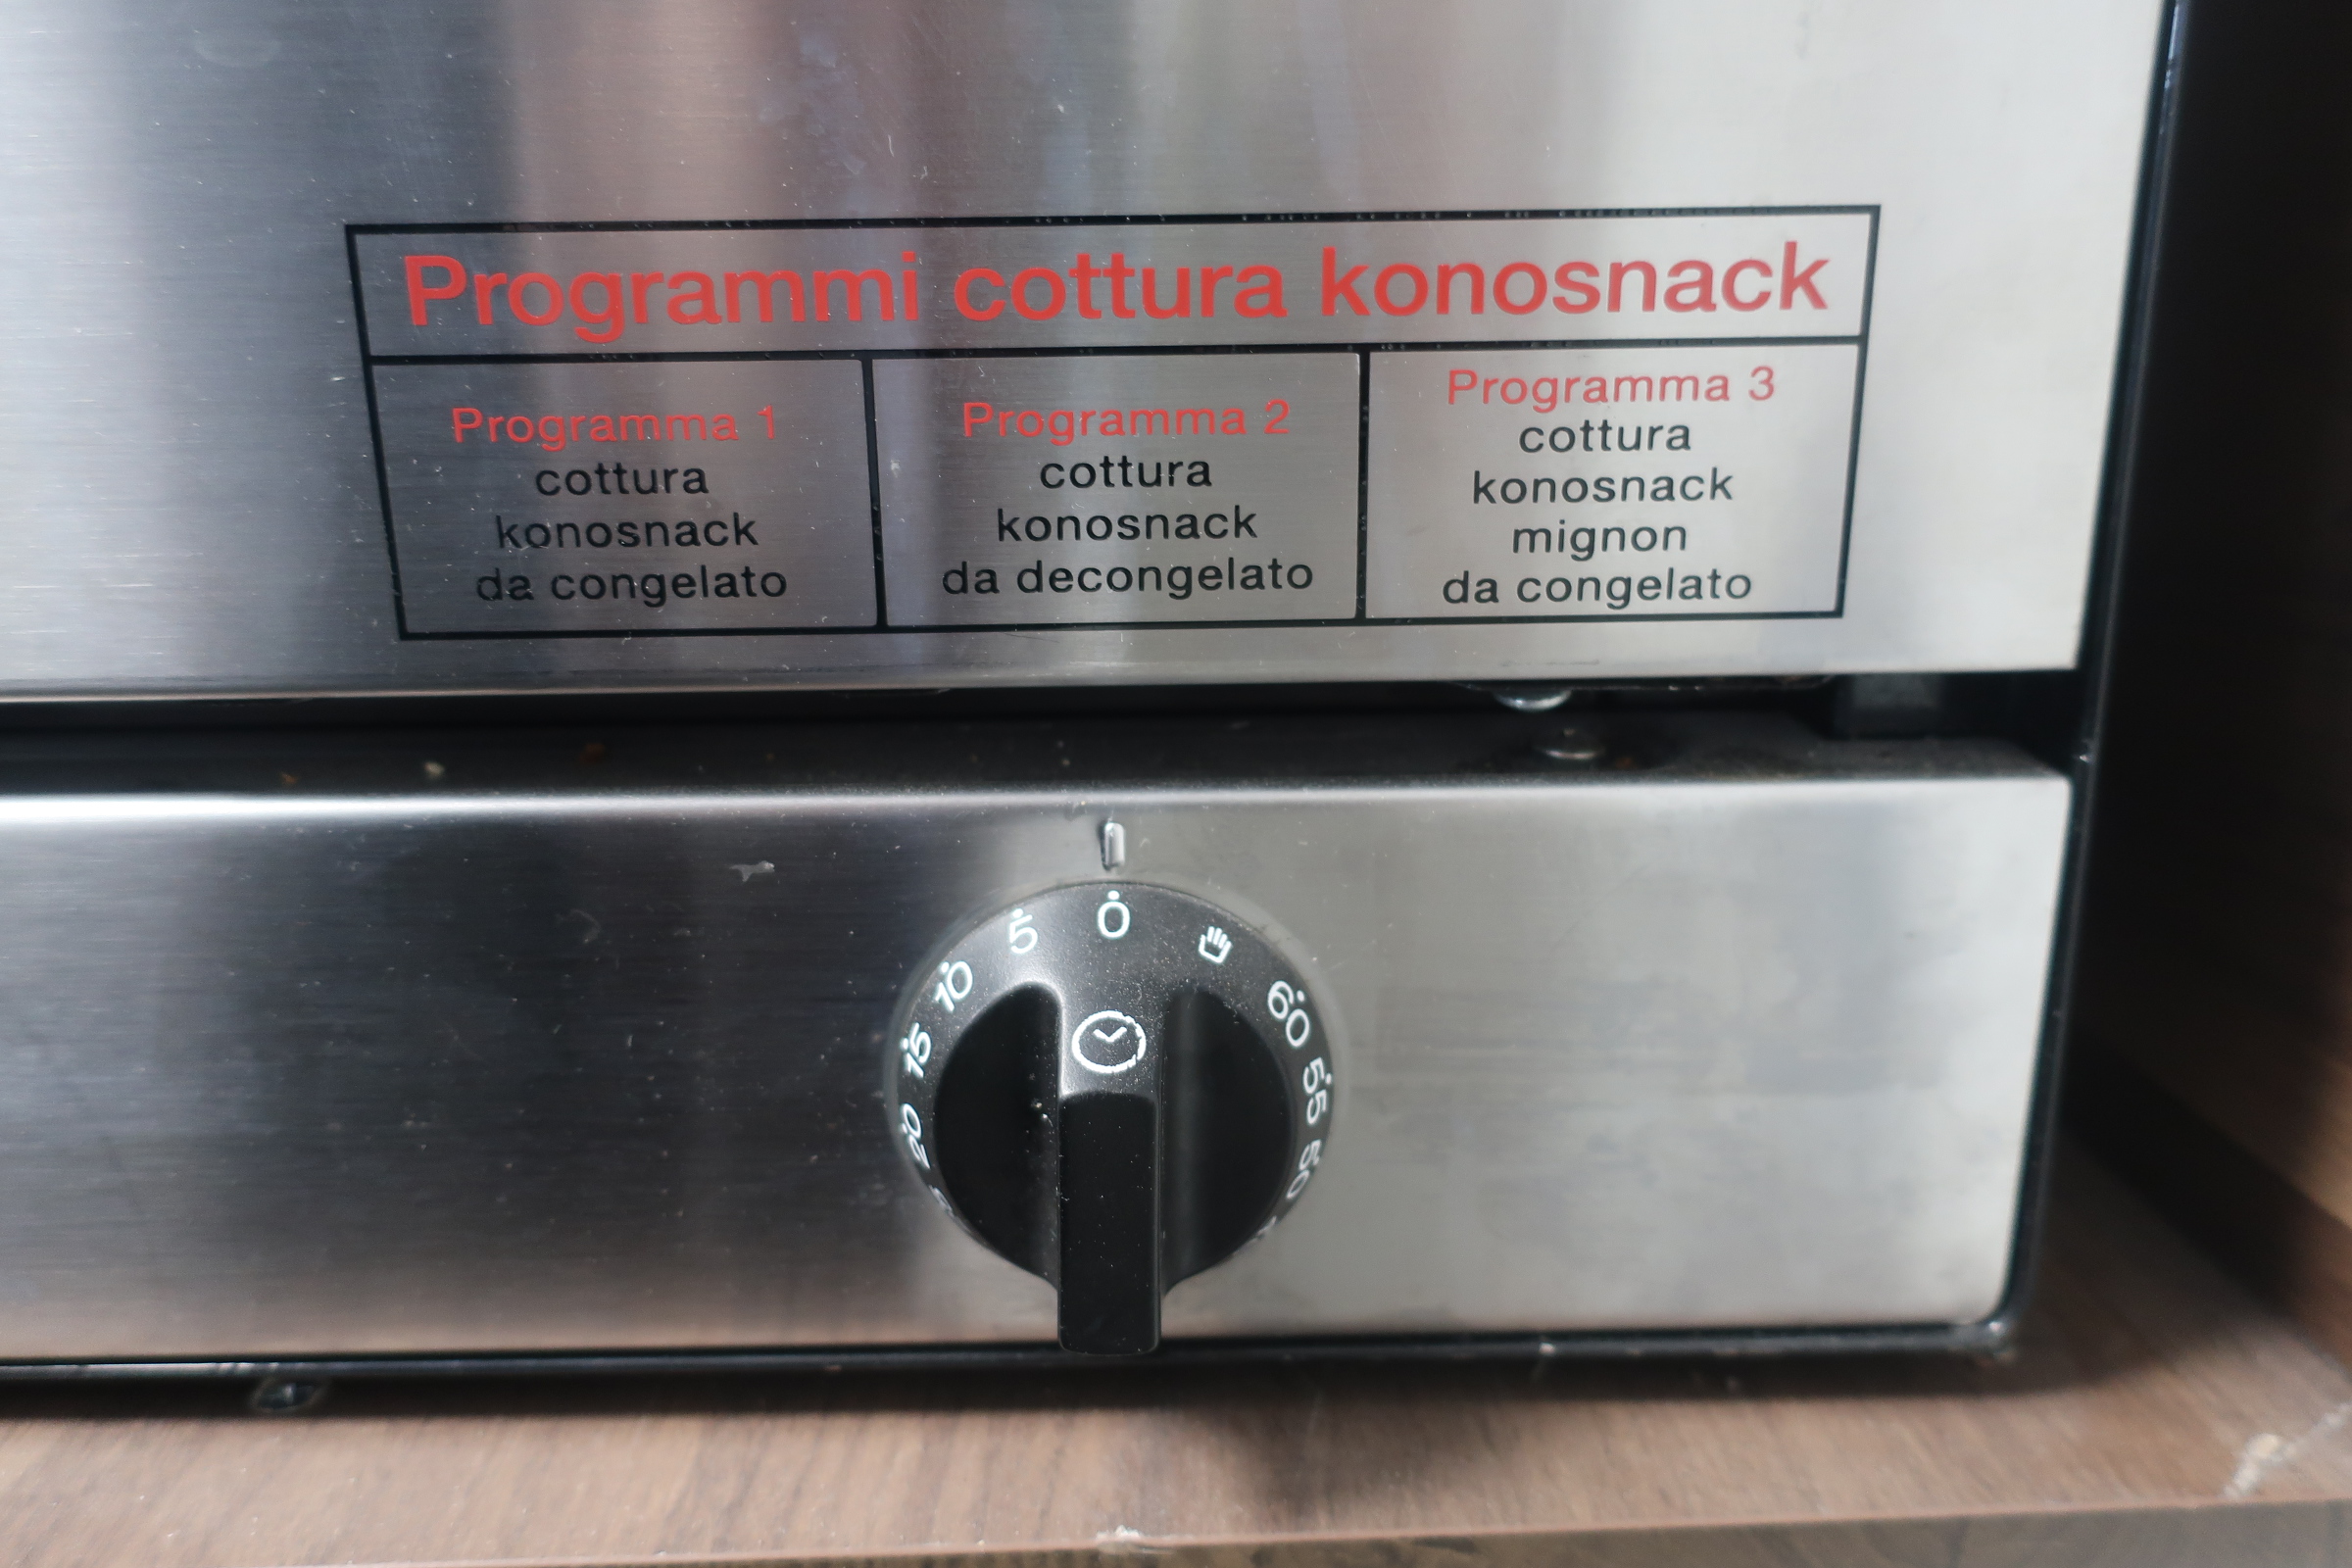 Programmi cottura konosnack
Programma 1
cottura
konosnack
da congelato
Programma 2
cottura
konosnack
da decongelato
Programma 3
cottura
konosnack
mignon
da congelato
0
5
10
15
20
60
55
50